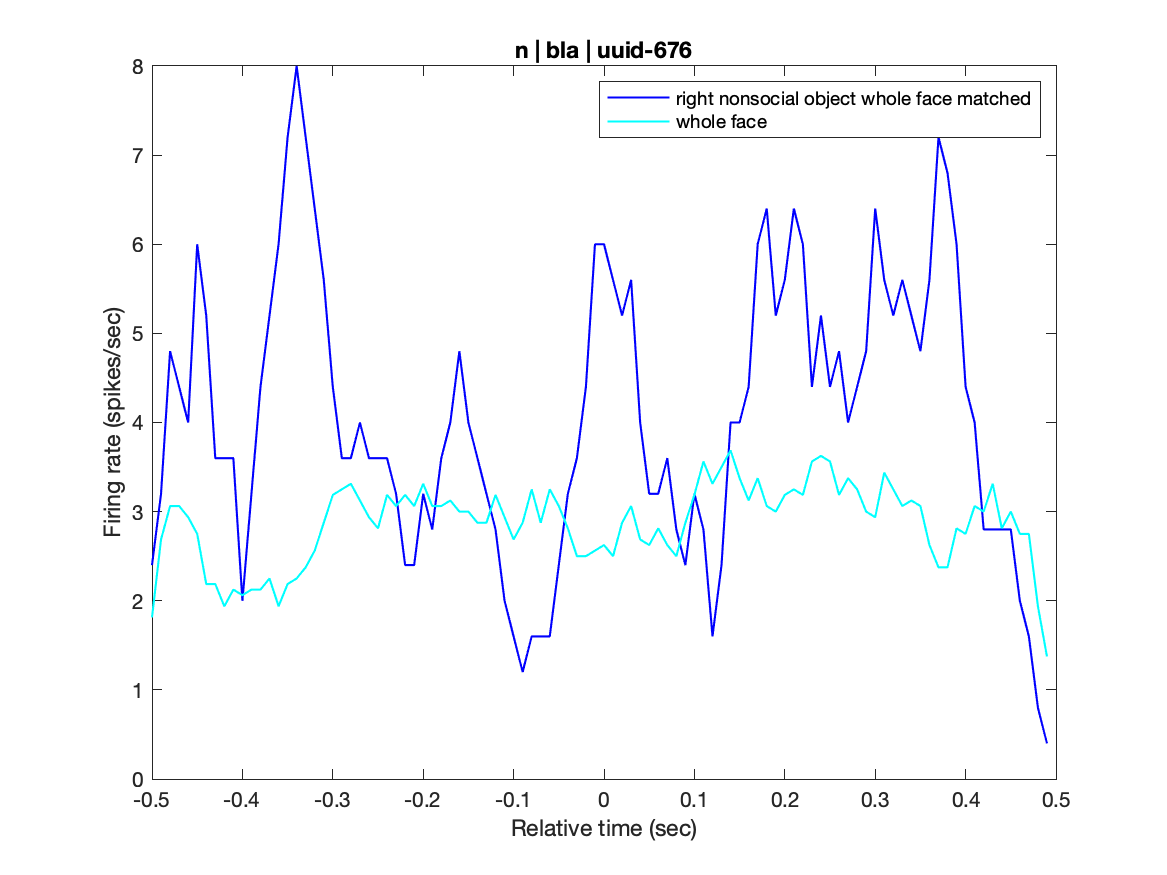 n | bla | uuid-676
right nonsocial object whole face matched
whole face
Firing rate (spikes/sec)
8
7
6
5
4
3
2
1
0
-0.5 -0.4 -0.3 -0.2 -0.1 0 0.1 0.2 0.3 0.4 0.5
Relative time (sec)